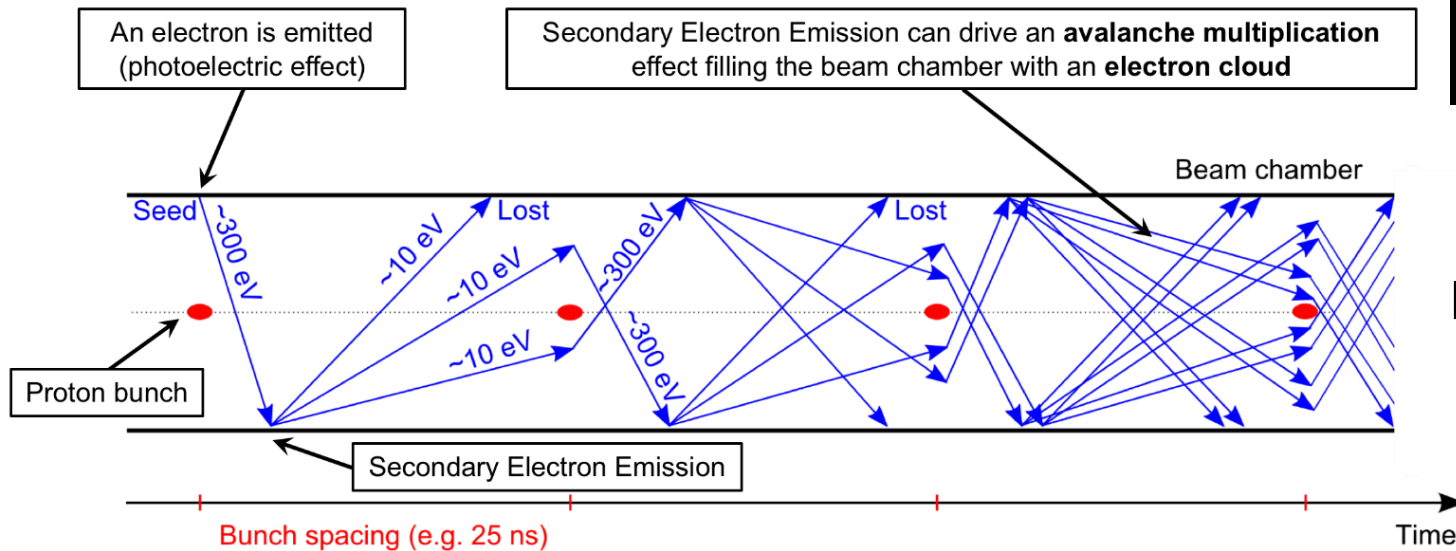 An electron is emitted
(photoelectric effect)
Secondary Electron Emission can drive an avalanche multiplication
effect filling the beam chamber with an electron cloud
Beam chamber
Seed
~300 eV
~10 eV
Lost
~10 eV
~10 eV
~300 eV
~300 eV
Lost
Proton bunch
Secondary Electron Emission
Bunch spacing (e.g. 25 ns)
Time